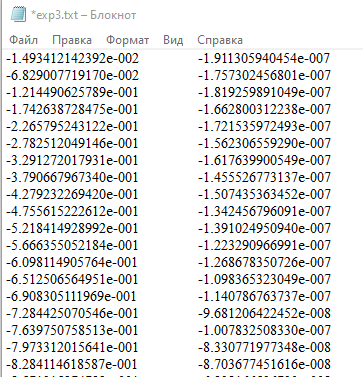 *exp3.txt – Блокнот
Файл Правка Формат Вид Справка
-1.493412142392e-002 -1.911305940454e-007
-6.829007719170e-002 -1.757302456801e-007
-1.214490625789e-001 -1.819259891049e-007
-1.742638728475e-001 -1.662800312238e-007
-2.265795243122e-001 -1.721535972493e-007
-2.782512049146e-001 -1.562306559290e-007
-3.291272017931e-001 -1.617639900549e-007
-3.790667967340e-001 -1.455526773137e-007
-4.279232269420e-001 -1.507435363452e-007
-4.755615222612e-001 -1.342456796091e-007
-5.218414928992e-001 -1.391024950940e-007
-5.666355052184e-001 -1.223290966991e-007
-6.098114905764e-001 -1.268678350726e-007
-6.512506564951e-001 -1.098365323049e-007
-6.908305111969e-001 -1.140786763737e-007
-7.284425070546e-001 -9.681206422452e-008
-7.639750758513e-001 -1.007832508330e-007
-7.973313201564​1e-001 -8.330771977348e-008
-8.284114618587e-001 -8.703677451616e-008